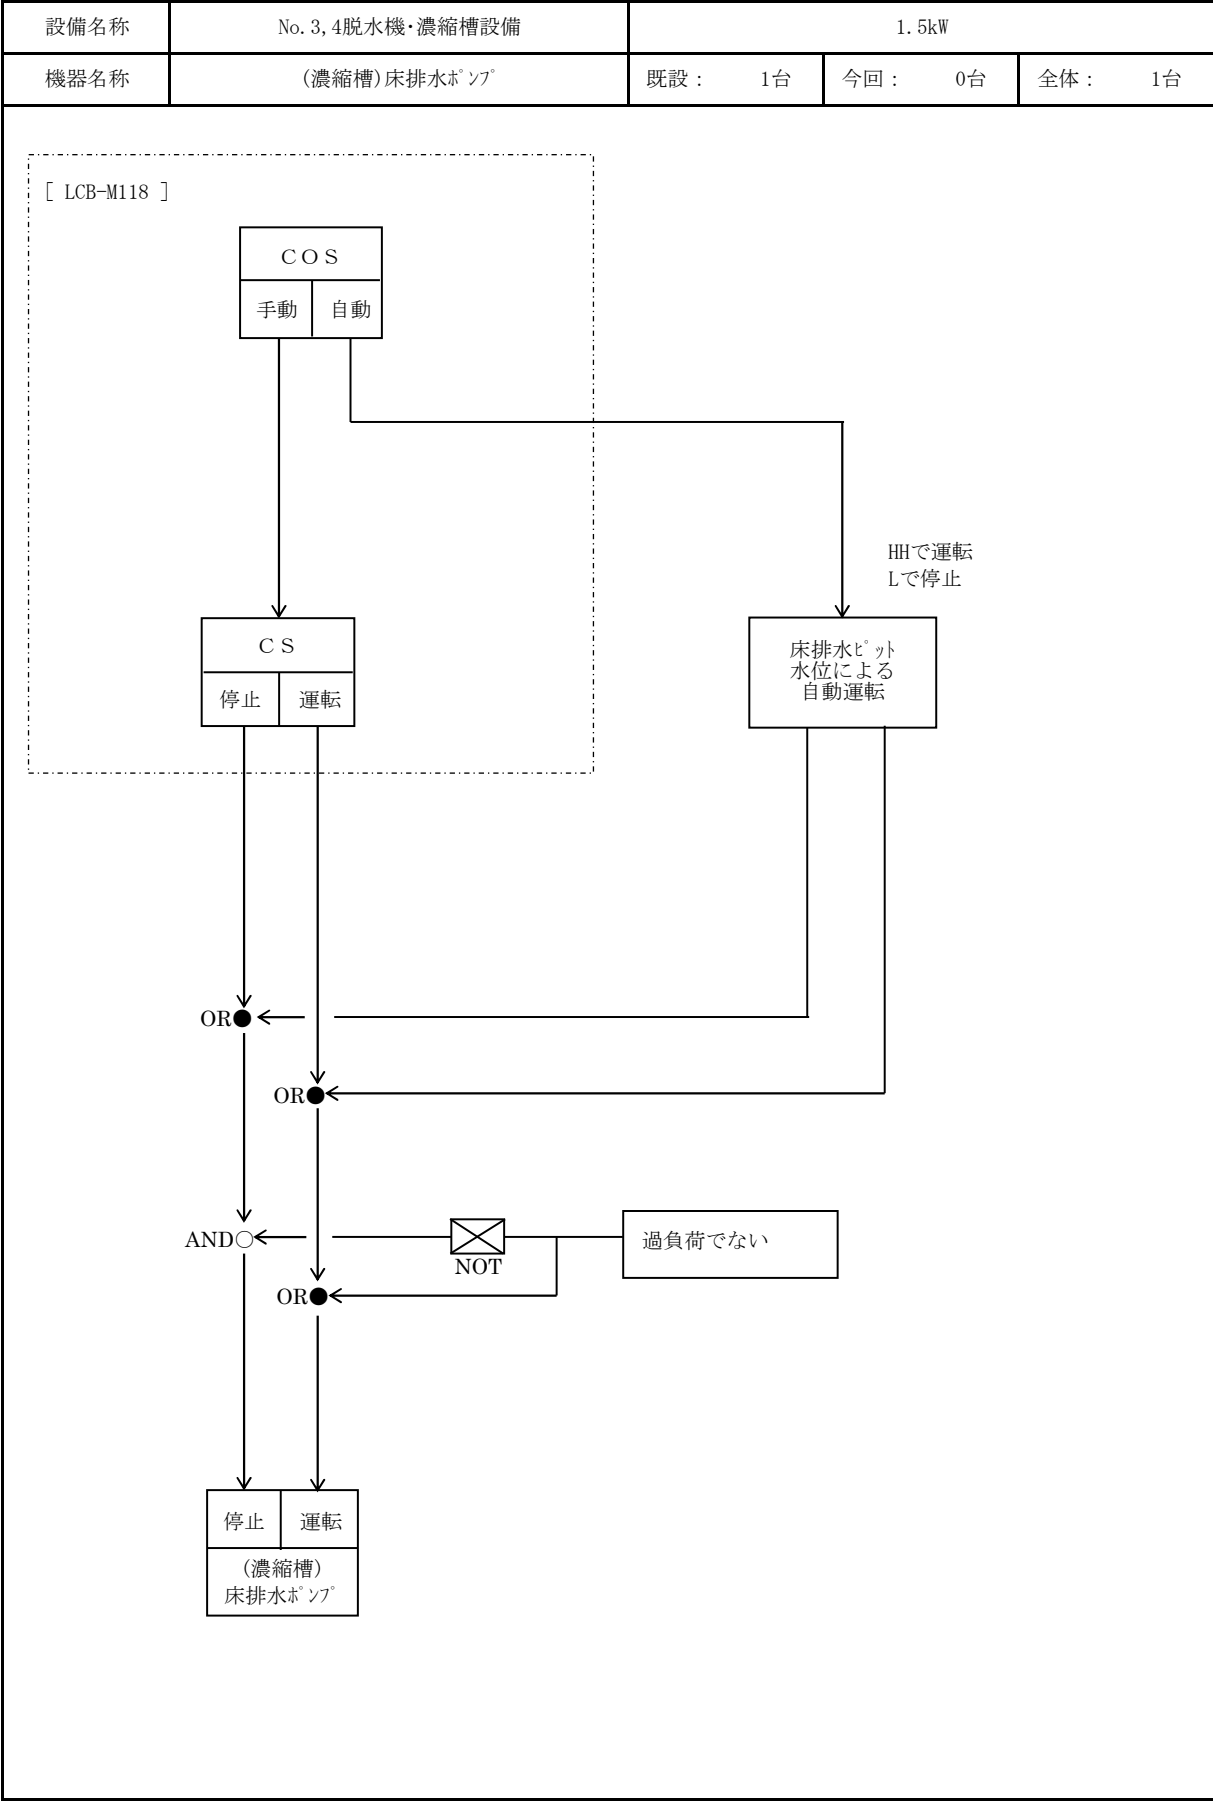 設備名称 No.3,4脱水機･濃縮槽設備 1.5kW
機器名称 (濃縮槽)床排水ﾎﾟﾝﾌﾟ 既設： 1台 今回： 0台 全体： 1台
[ LCB-M118 ]
ＣＯＳ
手動 自動
HHで運転
Lで停止
ＣＳ
停止 運転
床排水ﾋﾟｯﾄ
水位による
自動運転
OR●
OR●
AND○
NOT
過負荷でない
OR●
停止 運転
(濃縮槽)
床排水ﾎﾟﾝﾌﾟ